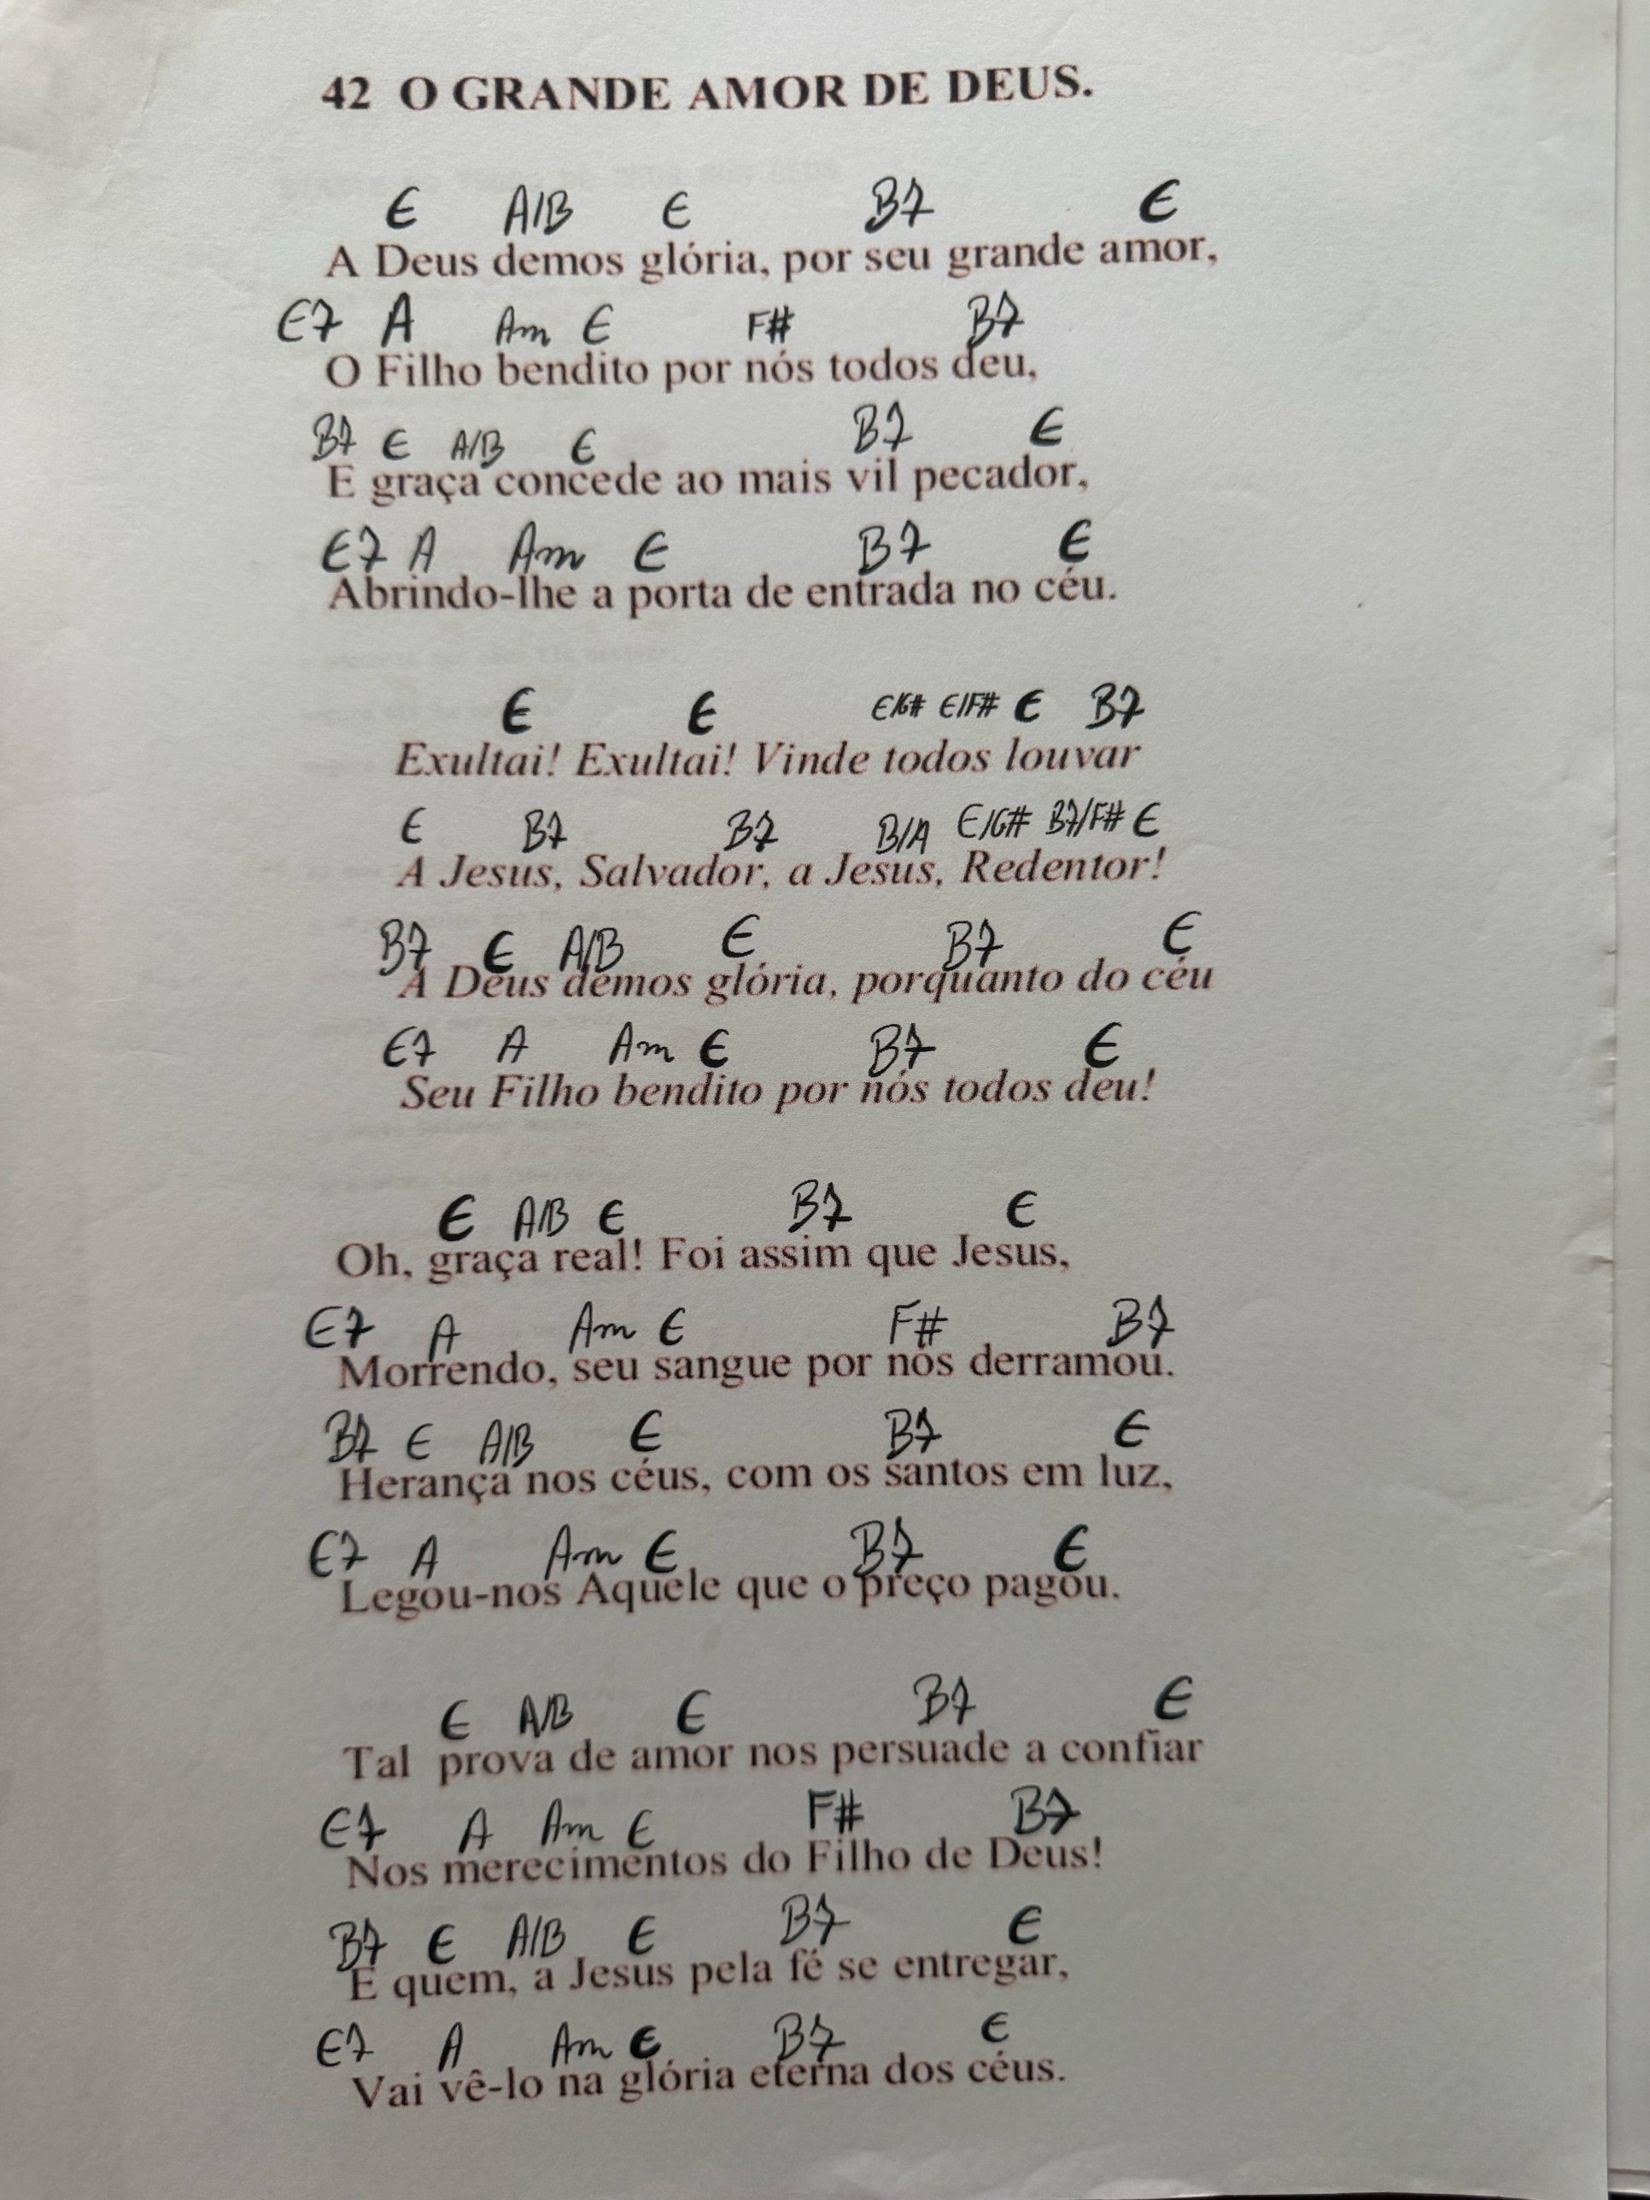 42 O GRANDE AMOR DE DEUS.
E A/B E B7 E
A Deus demos glória, por seu grande amor,
E7 A Am E F# B7
O Filho bendito por nós todos deu,
B7 E A/B E B7 E
E graça concede ao mais vil pecador,
E7 A Am E B7 E
Abrindo-lhe a porta de entrada no céu.
E E E/G# E/F# E B7
Exultai! Exultai! Vinde todos louvar
E B7 B7 B/A E/G# B7/F# E
A Jesus, Salvador, a Jesus, Redentor!
B7 E A/B E B7 E
A Deus demos glória, porquanto do céu
E7 A Am E B7 E
Seu Filho bendito por nós todos deu!
E A/B E B7 E
Oh, graça real! Foi assim que Jesus,
E7 A Am E F# B7
Morrendo, seu sangue por nós derramou.
B7 E A/B E B7 E
Herança nos céus, com os santos em luz,
E7 A Am E B7 E
Legou-nos Aquele que o preço pagou.
E A/B E B7 E
Tal prova de amor nos persuade a confiar
E7 A Am E F# B7
Nos merecimentos do Filho de Deus!
B7 E A/B E B7 E
E quem, a Jesus pela fé se entregar,
E7 A Am E B7 E
Vai vê-lo na glória eterna dos céus.